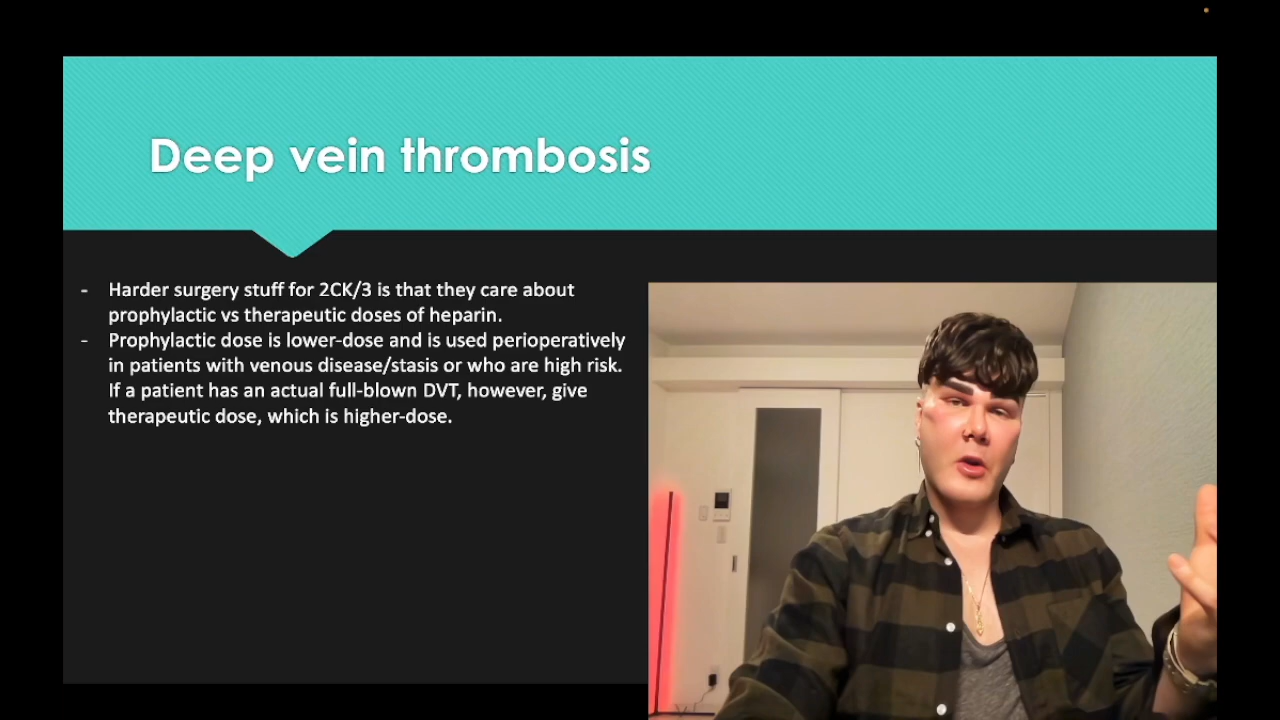 Deep vein thrombosis
- Harder surgery stuff for 2CK/3 is that they care about
prophylactic vs therapeutic doses of heparin.
- Prophylactic dose is lower-dose and is used perioperatively
in patients with venous disease/stasis or who are high risk.
If a patient has an actual full-blown DVT, however, give
therapeutic dose, which is higher-dose.